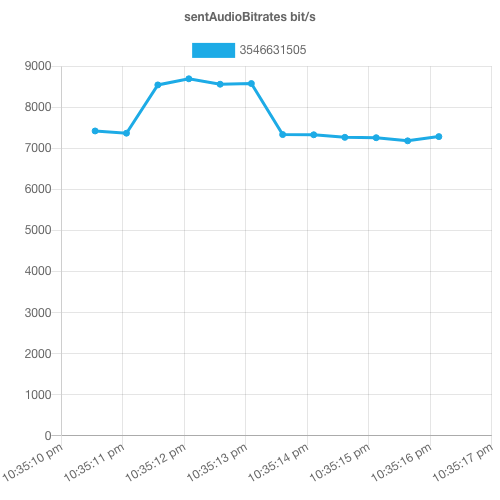 sentAudioBitrates bit/s
3546631505
9000
8000
7000
6000
5000
4000
3000
2000
1000
0
10:35:10 pm
10:35:11 pm
10:35:12 pm
10:35:13 pm
10:35:14 pm
10:35:15 pm
10:35:16 pm
10:35:17 pm